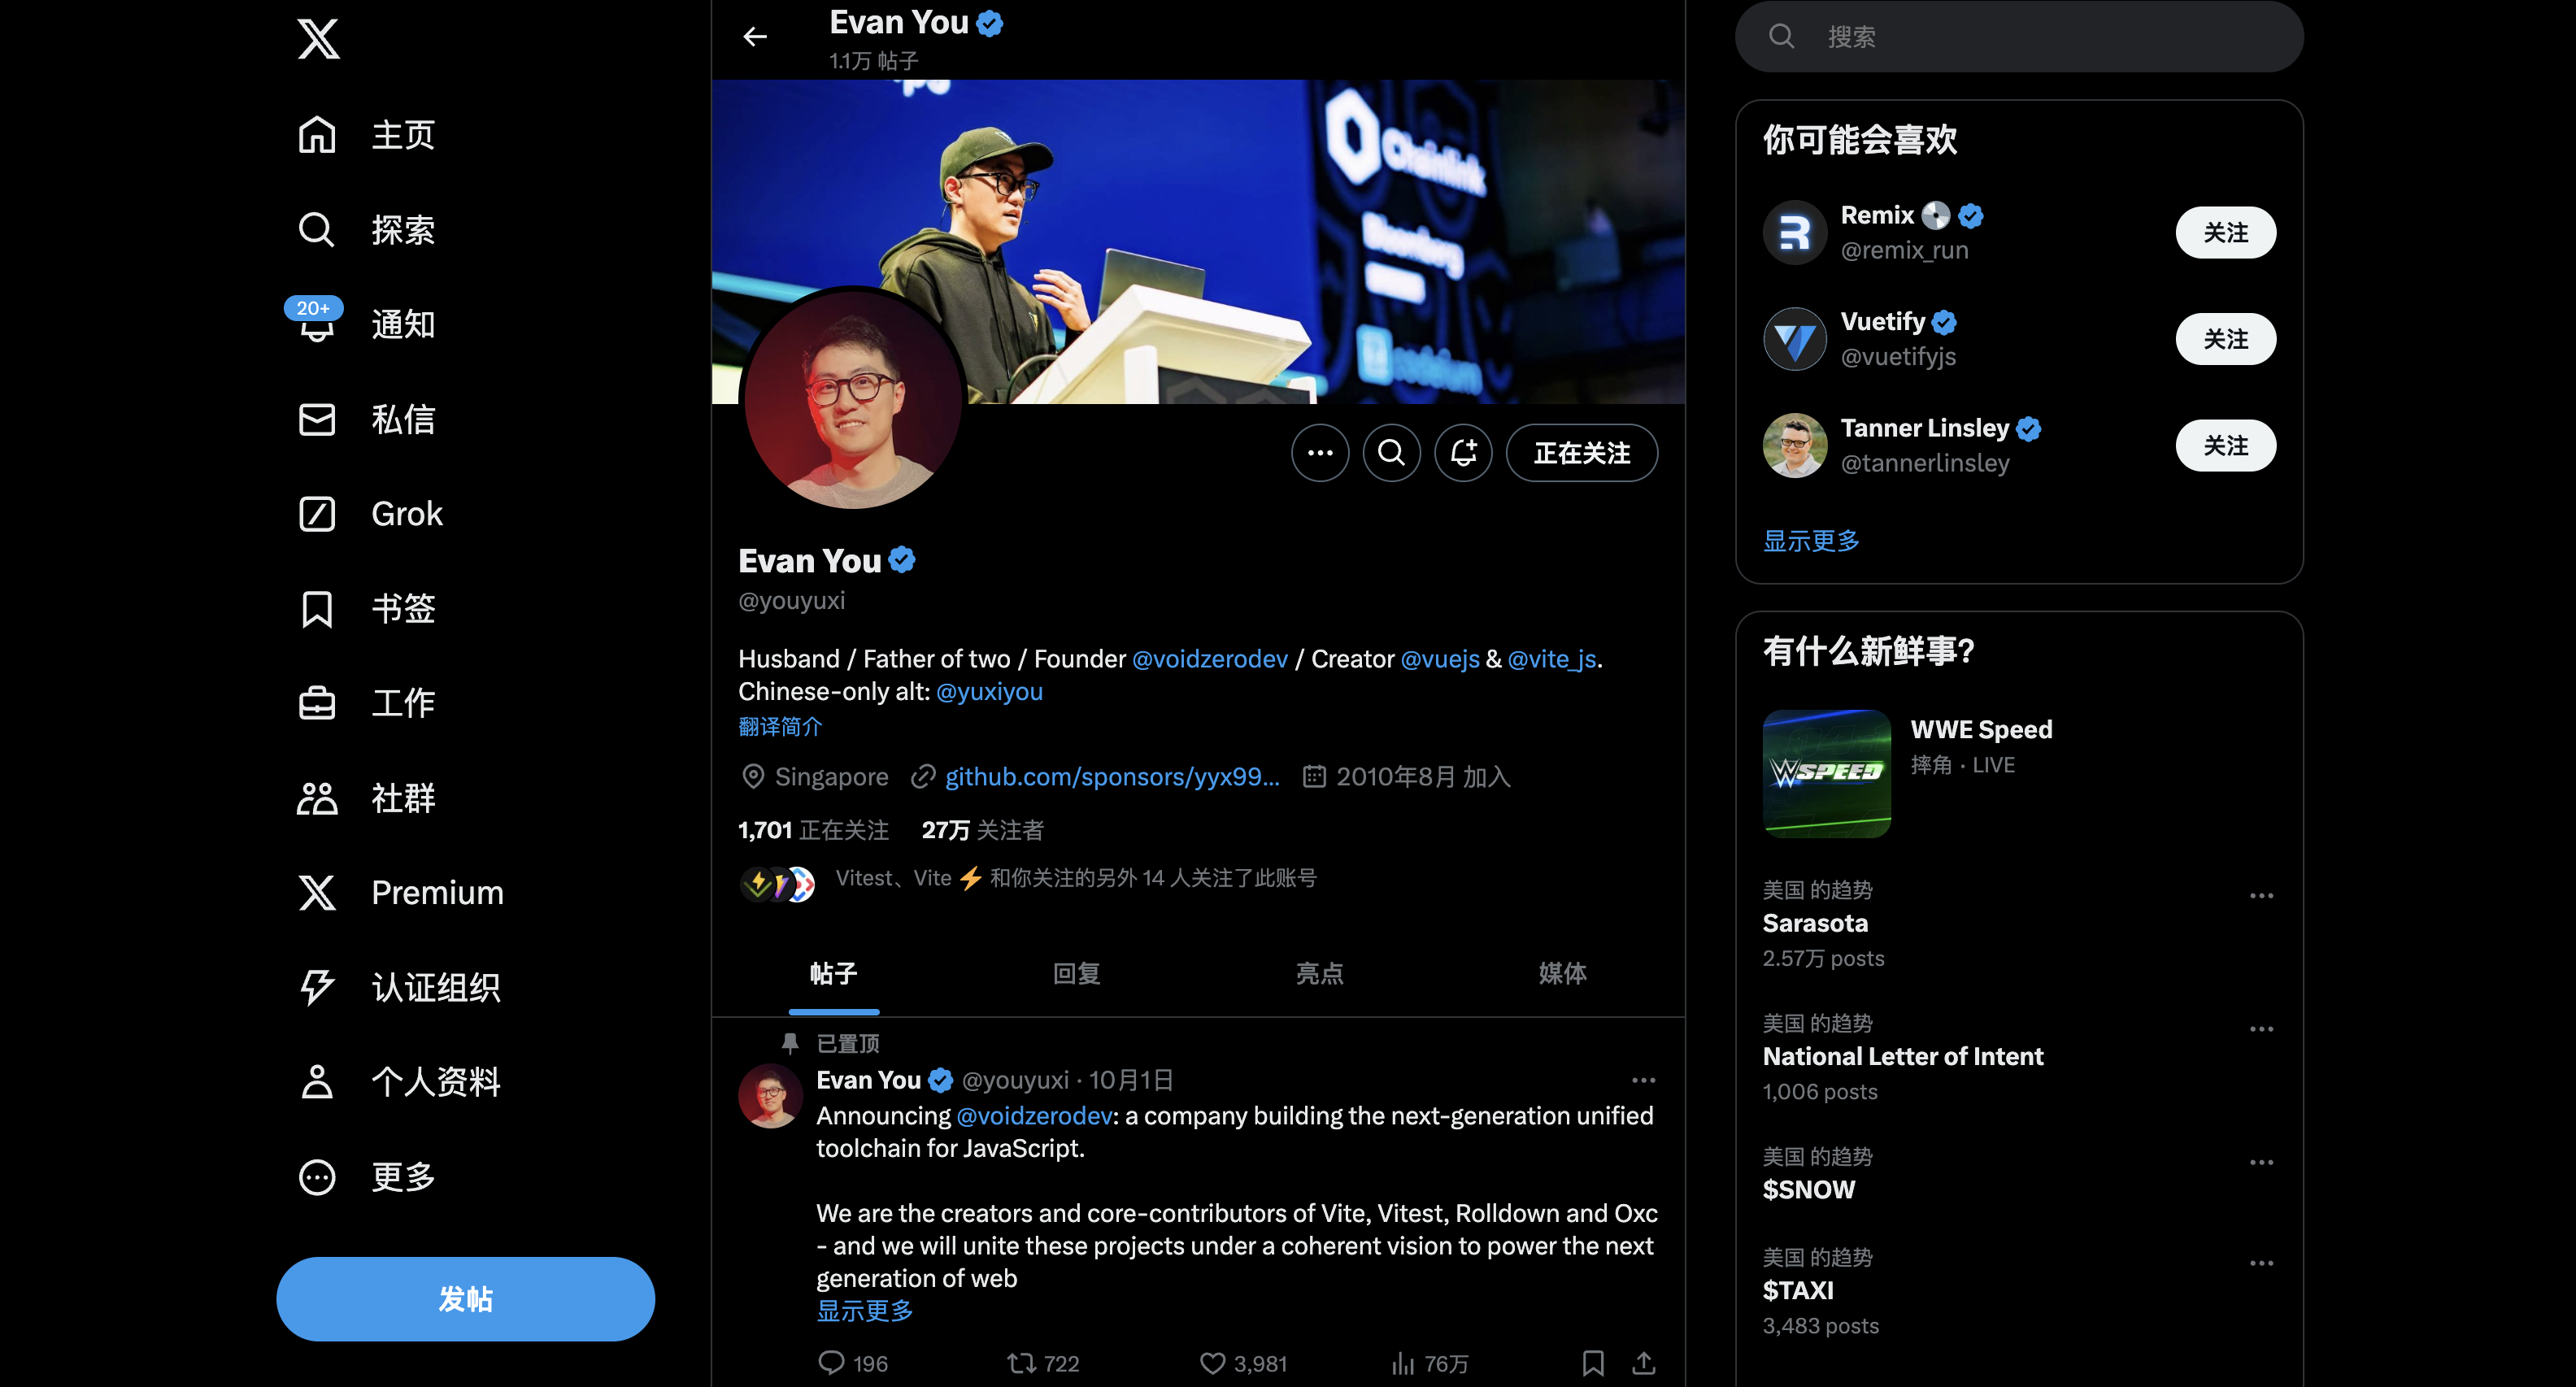 主页
探索
20+
通知
私信
Grok
书签
工作
社群
Premium
认证组织
个人资料
更多
发帖
Evan You
1.1万 帖子
Chainlink
Bloomberg
正在关注
Evan You
@youyuxi
Husband / Father of two / Founder @voidzerodev / Creator @vuejs & @vite_js.
Chinese-only alt: @yuxiyou
翻译简介
Singapore github.com/sponsors/yyx99... 2010年8月 加入
1,701 正在关注 27万 关注者
Vitest、Vite ⚡ 和你关注的另外 14 人关注了此账号
帖子 回复 亮点 媒体
已置顶
Evan You @youyuxi · 10月1日
Announcing @voidzerodev: a company building the next-generation unified
toolchain for JavaScript.
We are the creators and core-contributors of Vite, Vitest, Rolldown and Oxc
- and we will unite these projects under a coherent vision to power the next
generation of web
显示更多
196 722 3,981 76万
搜索
你可能会喜欢
Remix 💿
@remix_run
关注
Vuetify
@vuetifyjs
关注
Tanner Linsley
@tannerlinsley
关注
显示更多
有什么新鲜事?
WSPEED
WWE Speed
摔角 · LIVE
美国 的趋势
Sarasota
2.57万 posts
美国 的趋势
National Letter of Intent
1,006 posts
美国 的趋势
$SNOW
美国 的趋势
$TAXI
3,483 posts